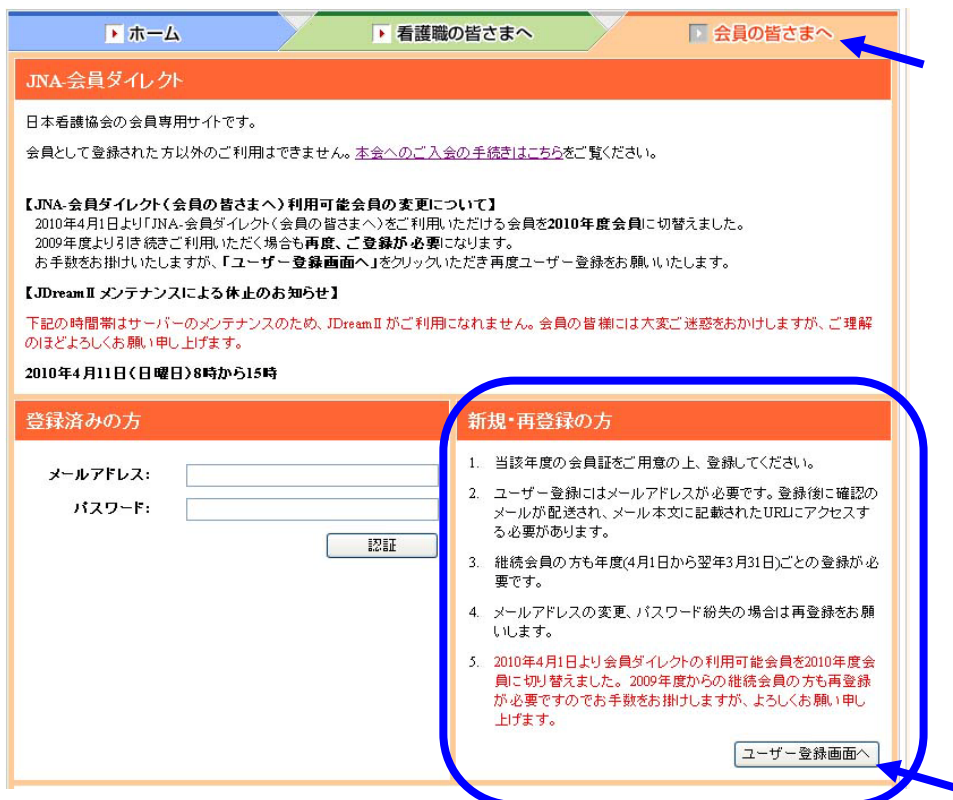 ホーム
看護職の皆さまへ
会員の皆さまへ
JNA-会員ダイレクト
日本看護協会の会員専用サイトです。
会員として登録された方以外のご利用はできません。本会へのご入会の手続きはこちらをご覧ください。
【JNA-会員ダイレクト(会員の皆さまへ)利用可能会員の変更について】
2010年4月1日より「JNA-会員ダイレクト(会員の皆さまへ)をご利用いただける会員を2010年度会員に切替えました。
2009年度より引き続きご利用いただく場合も再度、ご登録が必要になります。
お手数をお掛けいたしますが、「ユーザー登録画面へ」をクリックいただき再度ユーザー登録をお願いいたします。
【JDreamⅡ メンテナンスによる休止のお知らせ】
下記の時間帯はサーバーのメンテナンスのため、JDreamⅡ がご利用になれません。会員の皆様には大変ご迷惑をおかけしますが、ご理解
のほどよろしくお願い申し上げます。
2010年4月11日(日曜日)8時から15時
登録済みの方
メールアドレス:
パスワード:
認証
新規・再登録の方
1. 当該年度の会員証をご用意の上、登録してください。
2. ユーザー登録にはメールアドレスが必要です。登録後に確認の
メールが配送され、メール本文に記載されたURLにアクセスす
る必要があります。
3. 継続会員の方も年度(4月1日から翌年3月31日)ごとの登録が必
要です。
4. メールアドレスの変更、パスワード紛失の場合は再登録をお願
いします。
5. 2010年4月1日より会員ダイレクトの利用可能会員を2010年度会
員に切り替えました。2009年度からの継続会員の方も再登録
が必要ですのでお手数をお掛けしますが、よろしくお願い申し
上げます。
ユーザー登録画面へ